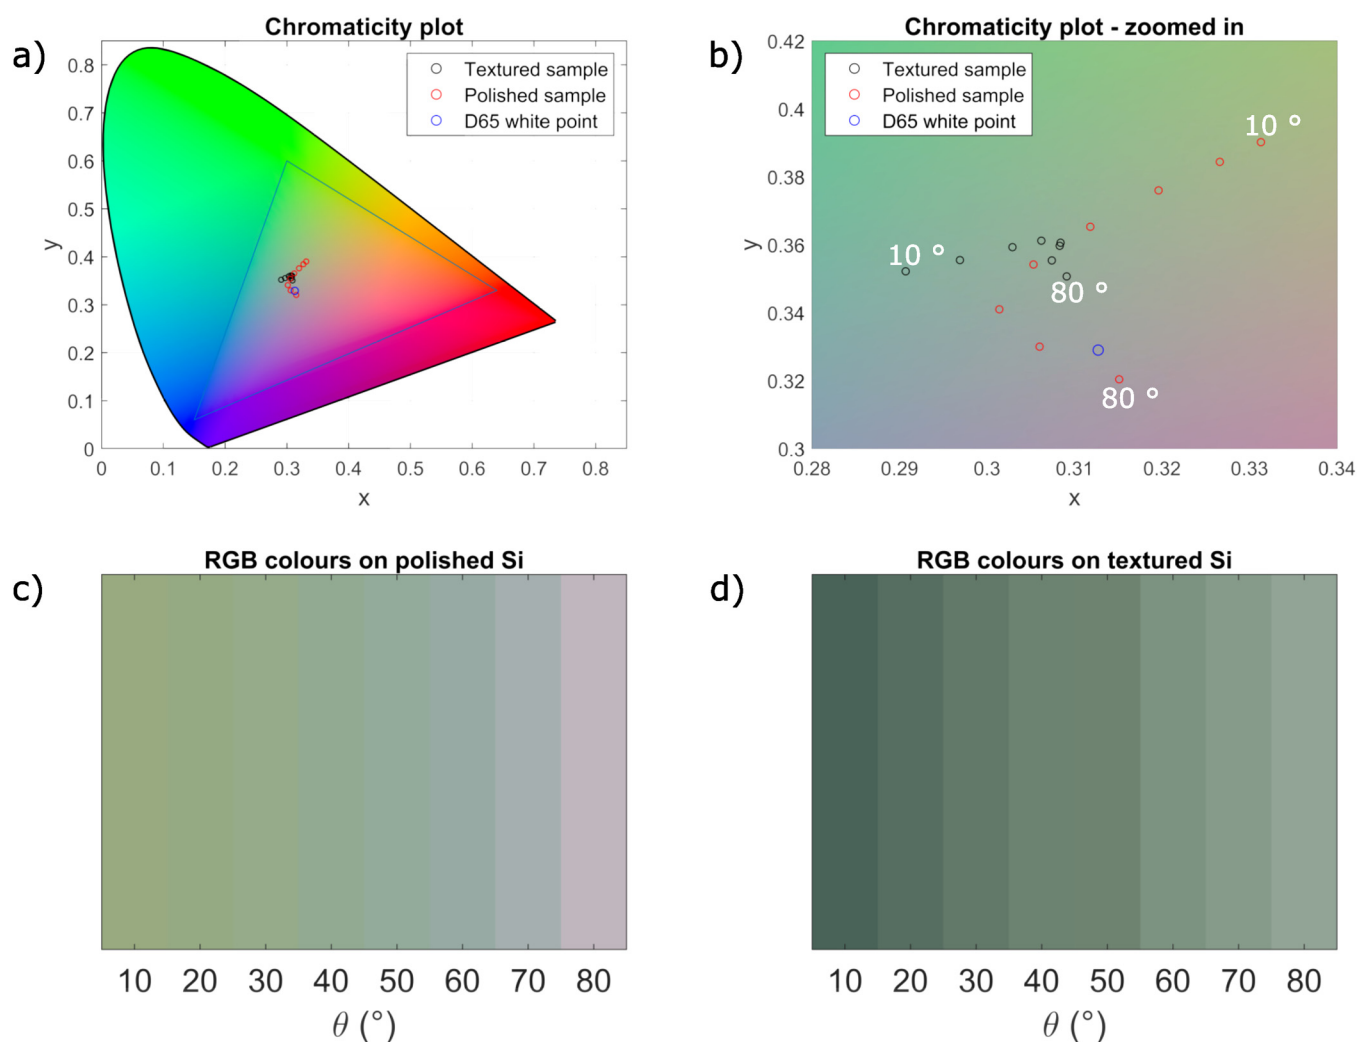 a)
Chromaticity plot
Textured sample
Polished sample
D65 white point
0.8
0.7
0.6
0.5
0.4
0.3
0.2
0.1
0
y
0 0.1 0.2 0.3 0.4 0.5 0.6 0.7 0.8
x
b)
Chromaticity plot - zoomed in
Textured sample
Polished sample
D65 white point
0.42
0.4
0.38
0.36
0.34
0.32
0.3
y
10 °
10 °
80 °
80 °
0.28 0.29 0.3 0.31 0.32 0.33 0.34
x
c)
RGB colours on polished Si
10 20 30 40 50 60 70 80
θ (°)
d)
RGB colours on textured Si
10 20 30 40 50 60 70 80
θ (°)